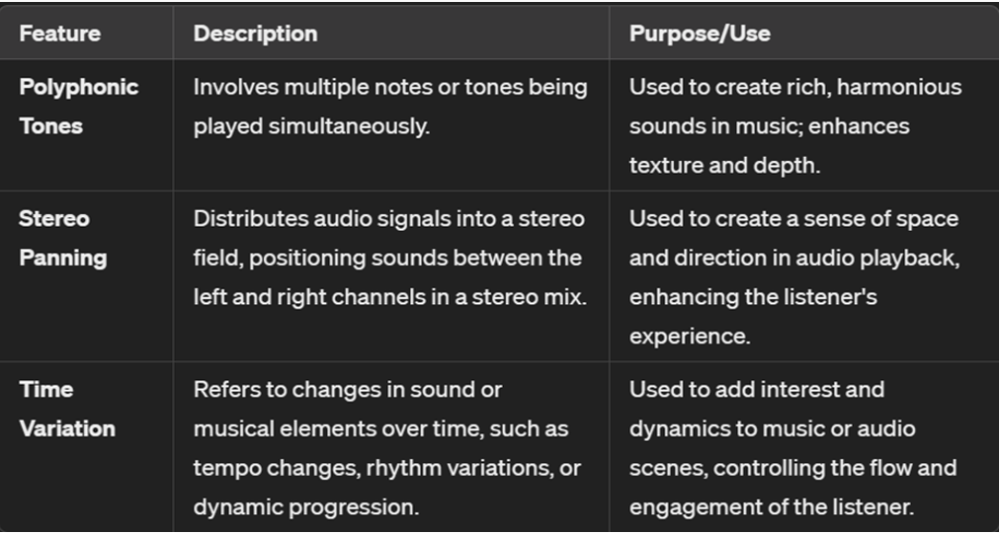 Feature
Description
Purpose/Use
Polyphonic
Tones
Involves multiple notes or tones being
played simultaneously.
Used to create rich, harmonious
sounds in music; enhances
texture and depth.
Stereo
Panning
Distributes audio signals into a stereo
field, positioning sounds between the
left and right channels in a stereo mix.
Used to create a sense of space
and direction in audio playback,
enhancing the listener's
experience.
Time
Variation
Refers to changes in sound or
musical elements over time, such as
tempo changes, rhythm variations, or
dynamic progression.
Used to add interest and
dynamics to music or audio
scenes, controlling the flow and
engagement of the listener.